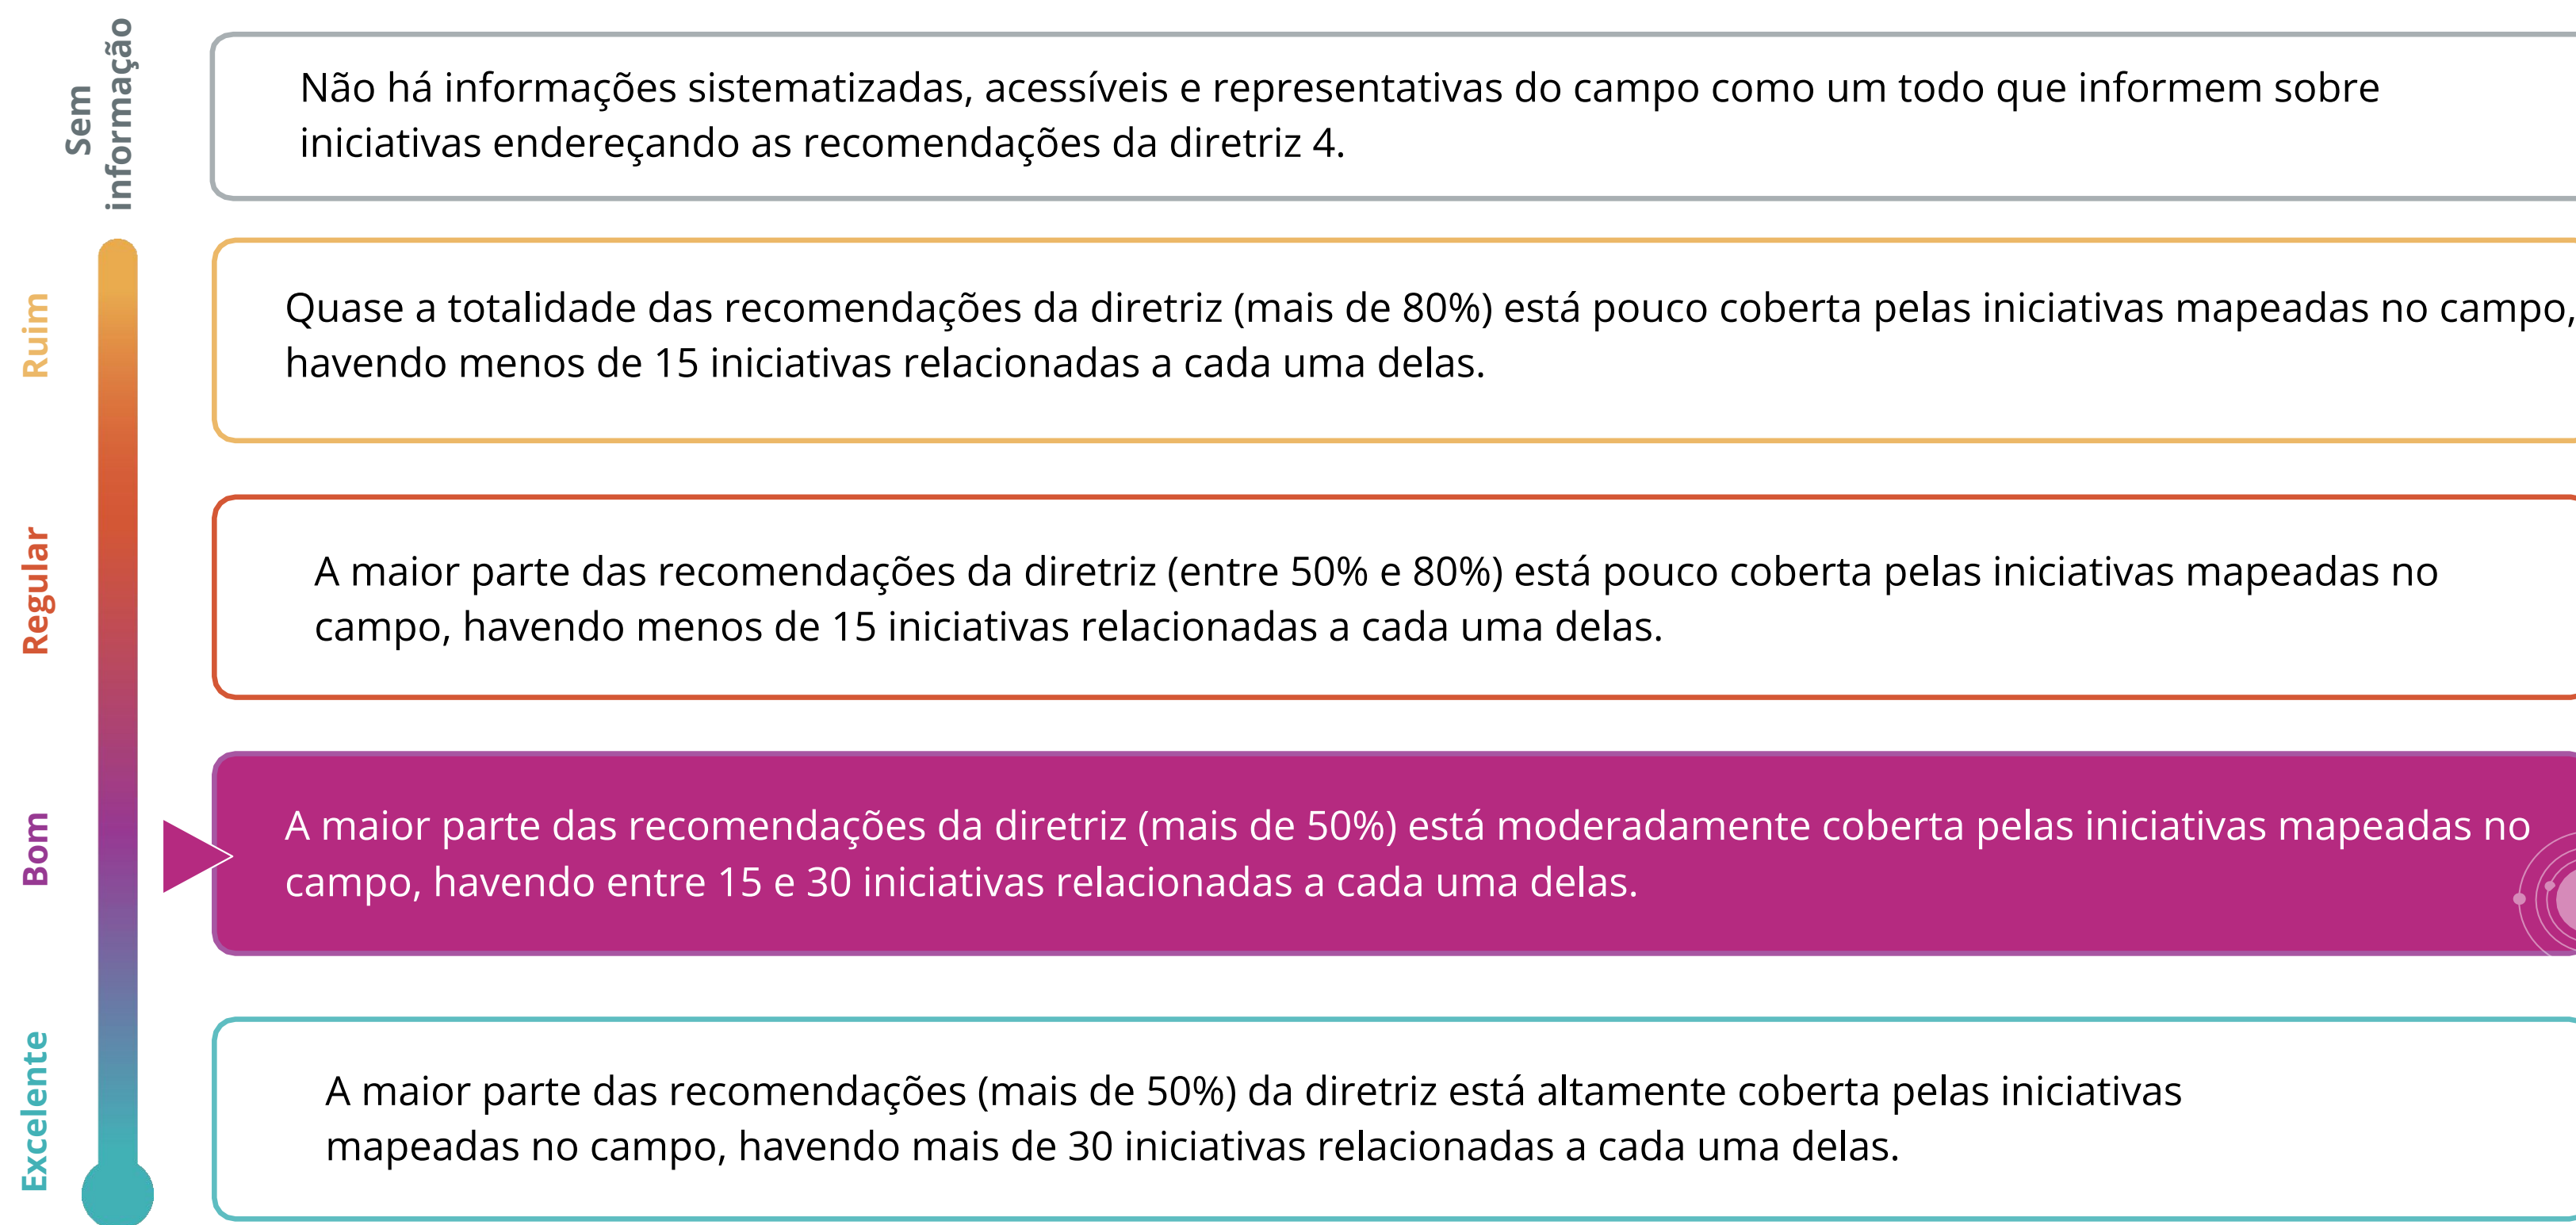 Sem
informação
Não há informações sistematizadas, acessíveis e representativas do campo como um todo que informem sobre
iniciativas endereçando as recomendações da diretriz 4.
Ruim
Quase a totalidade das recomendações da diretriz (mais de 80%) está pouco coberta pelas iniciativas mapeadas no campo,
havendo menos de 15 iniciativas relacionadas a cada uma delas.
Regular
A maior parte das recomendações da diretriz (entre 50% e 80%) está pouco coberta pelas iniciativas mapeadas no
campo, havendo menos de 15 iniciativas relacionadas a cada uma delas.
Bom
A maior parte das recomendações da diretriz (mais de 50%) está moderadamente coberta pelas iniciativas mapeadas no
campo, havendo entre 15 e 30 iniciativas relacionadas a cada uma delas.
Excelente
A maior parte das recomendações (mais de 50%) da diretriz está altamente coberta pelas iniciativas
mapeadas no campo, havendo mais de 30 iniciativas relacionadas a cada uma delas.